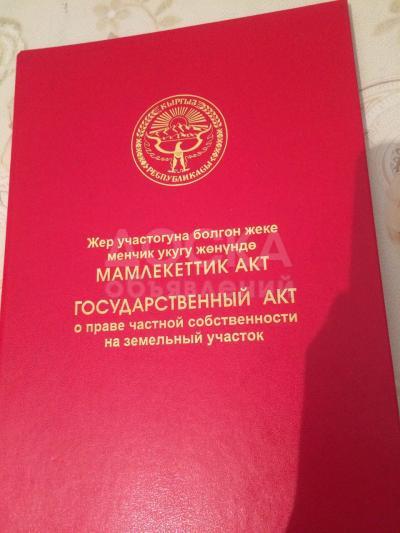 КЫРГЫЗ
РЕСПУБЛИКАСЫ
Жер участогуна болгон жеке
менчик укугу жөнүндө
МАМЛЕКЕТТИК АКТ
ГОСУДАРСТВЕННЫЙ АКТ
о праве частной собственности
на земельный участок
объявлений